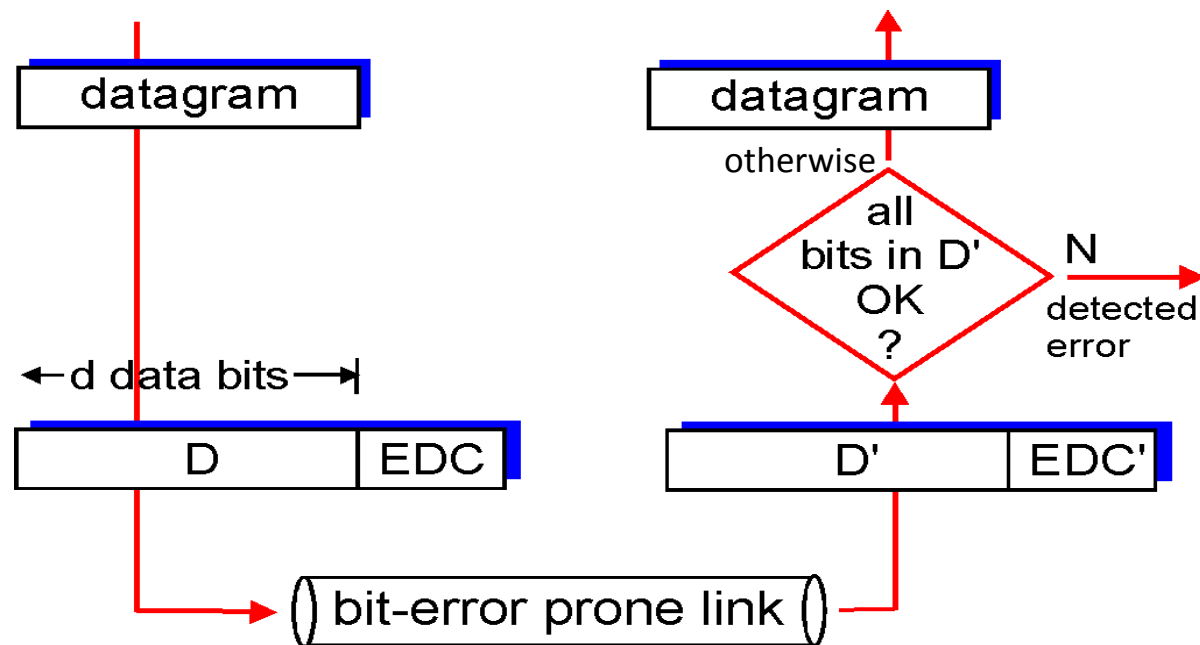 datagram
datagram
otherwise
all
bits in D'
OK
?
N
detected
error
d data bits
D
EDC
D'
EDC'
bit-error prone link